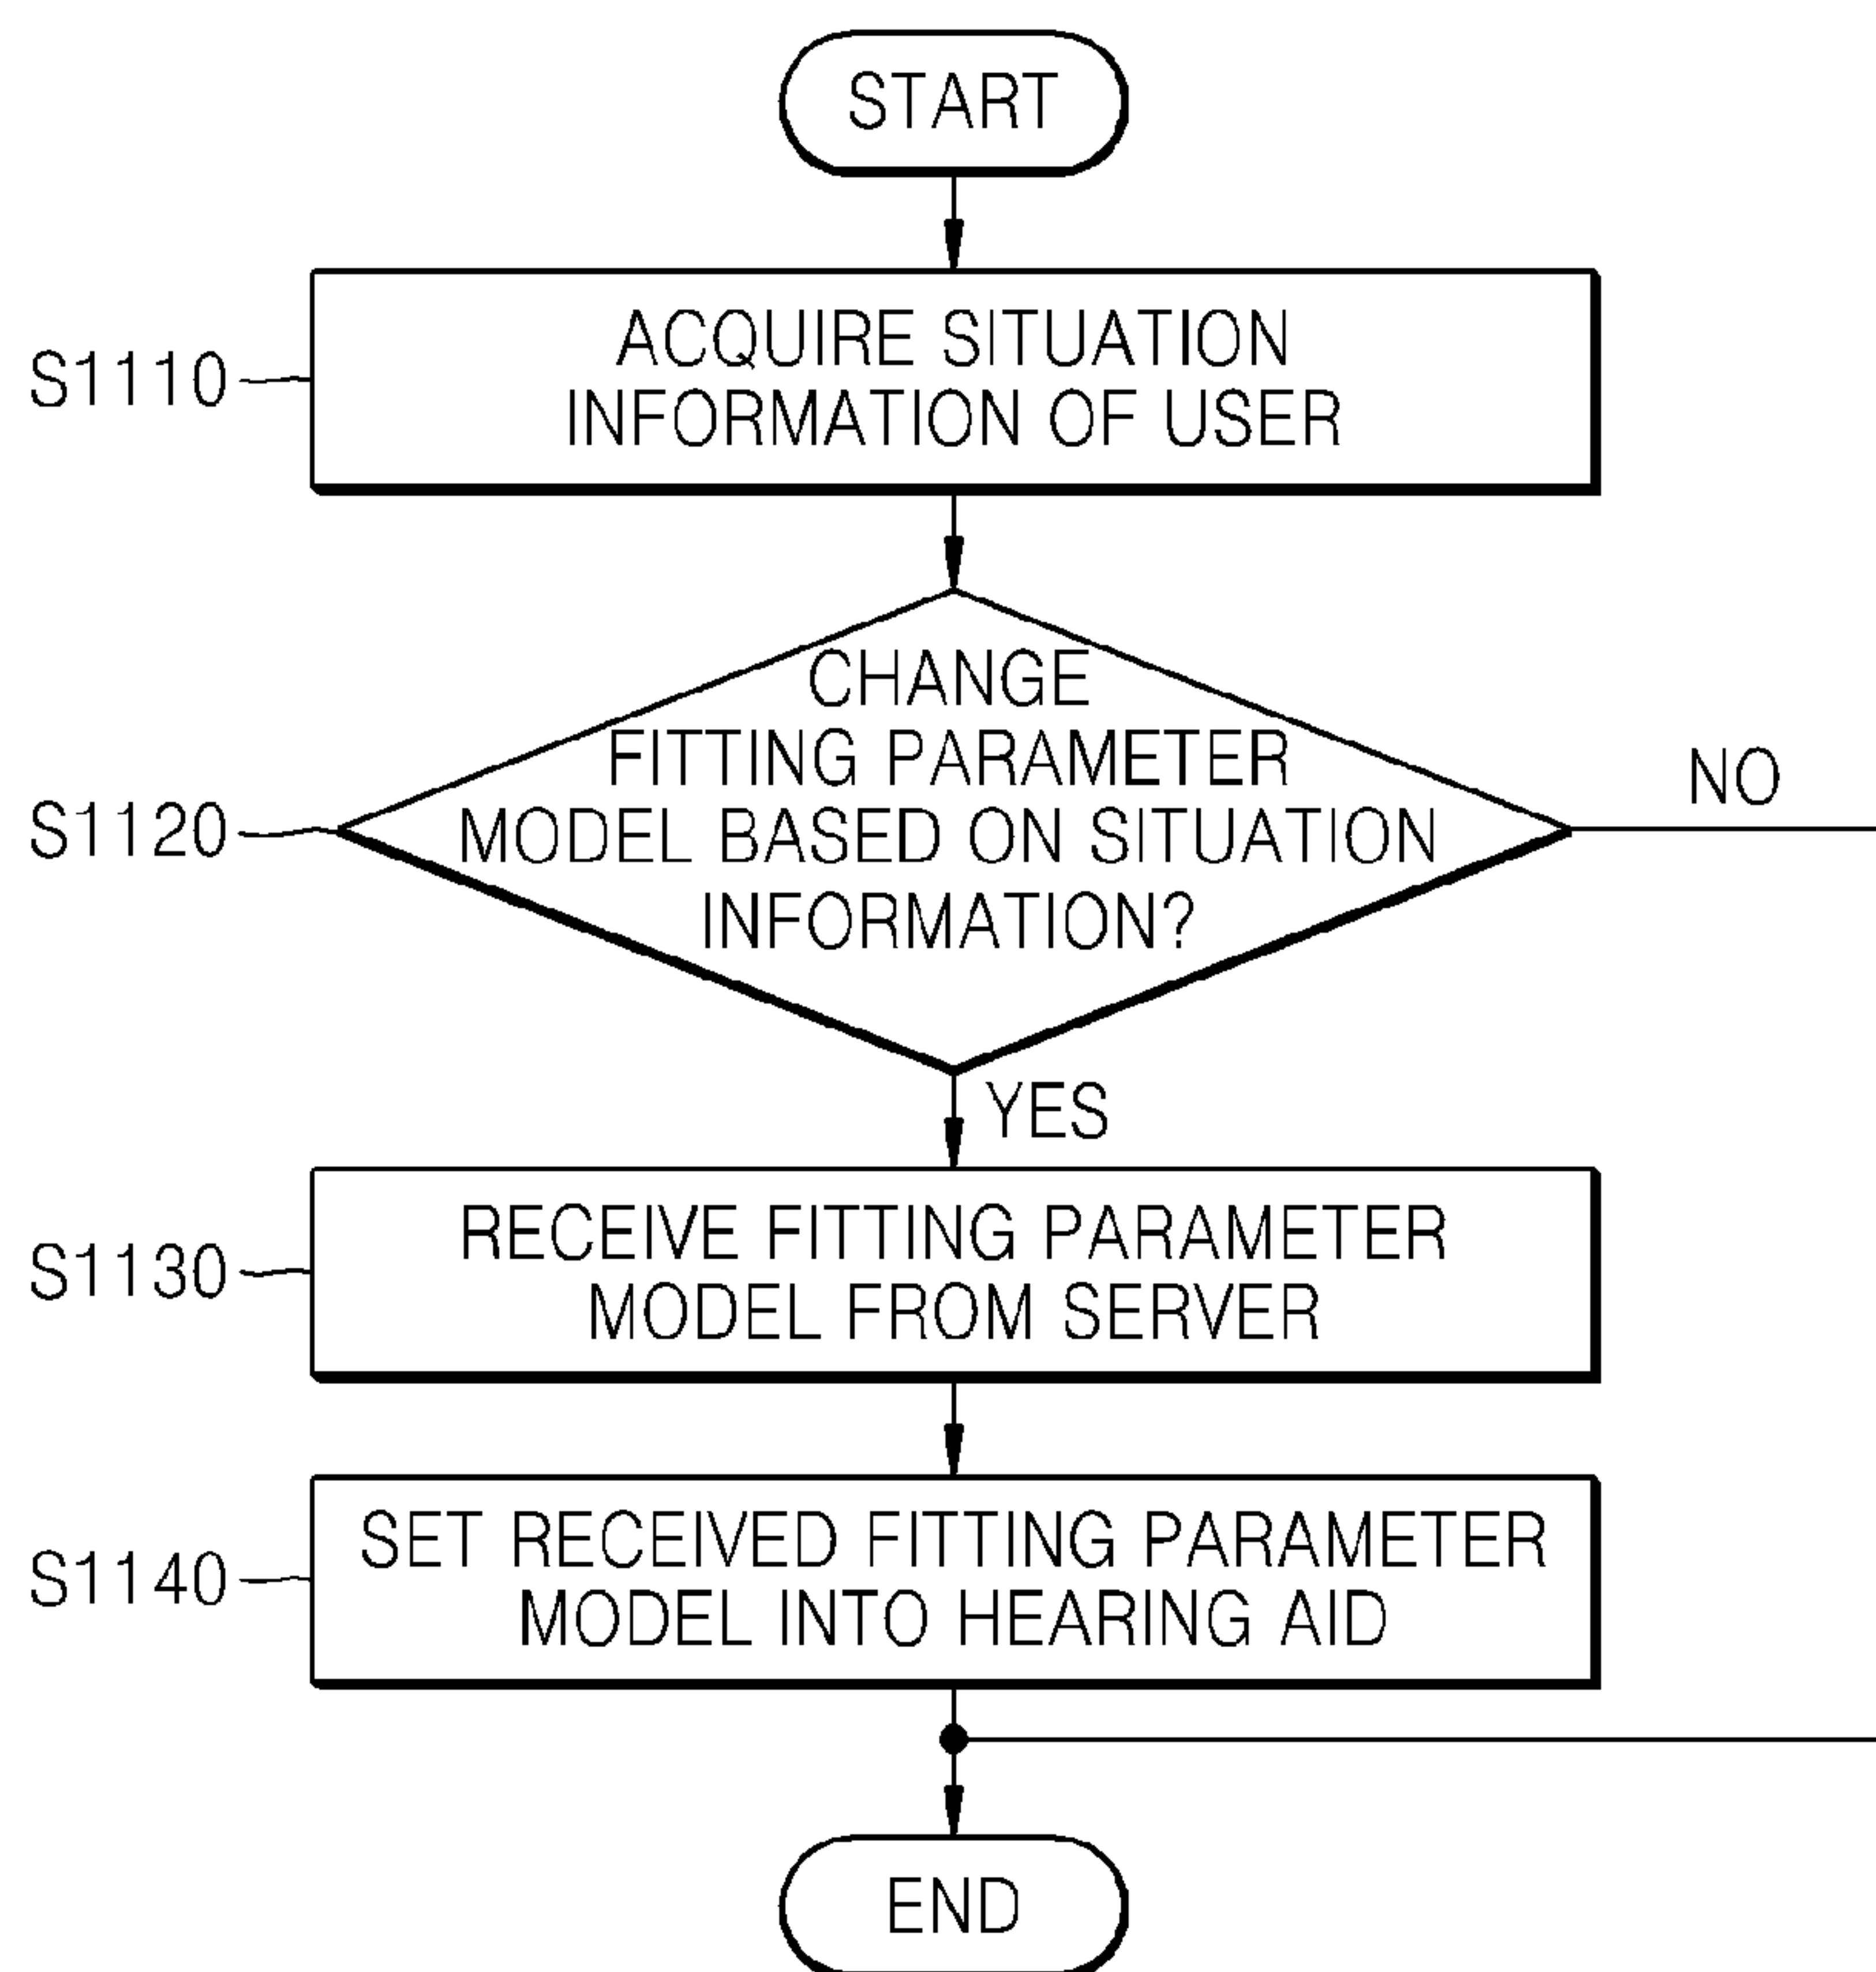 START
S1110
ACQUIRE SITUATION
INFORMATION OF USER
S1120
CHANGE
FITTING PARAMETER
MODEL BASED ON SITUATION
INFORMATION?
NO
YES
S1130
RECEIVE FITTING PARAMETER
MODEL FROM SERVER
S1140
SET RECEIVED FITTING PARAMETER
MODEL INTO HEARING AID
END